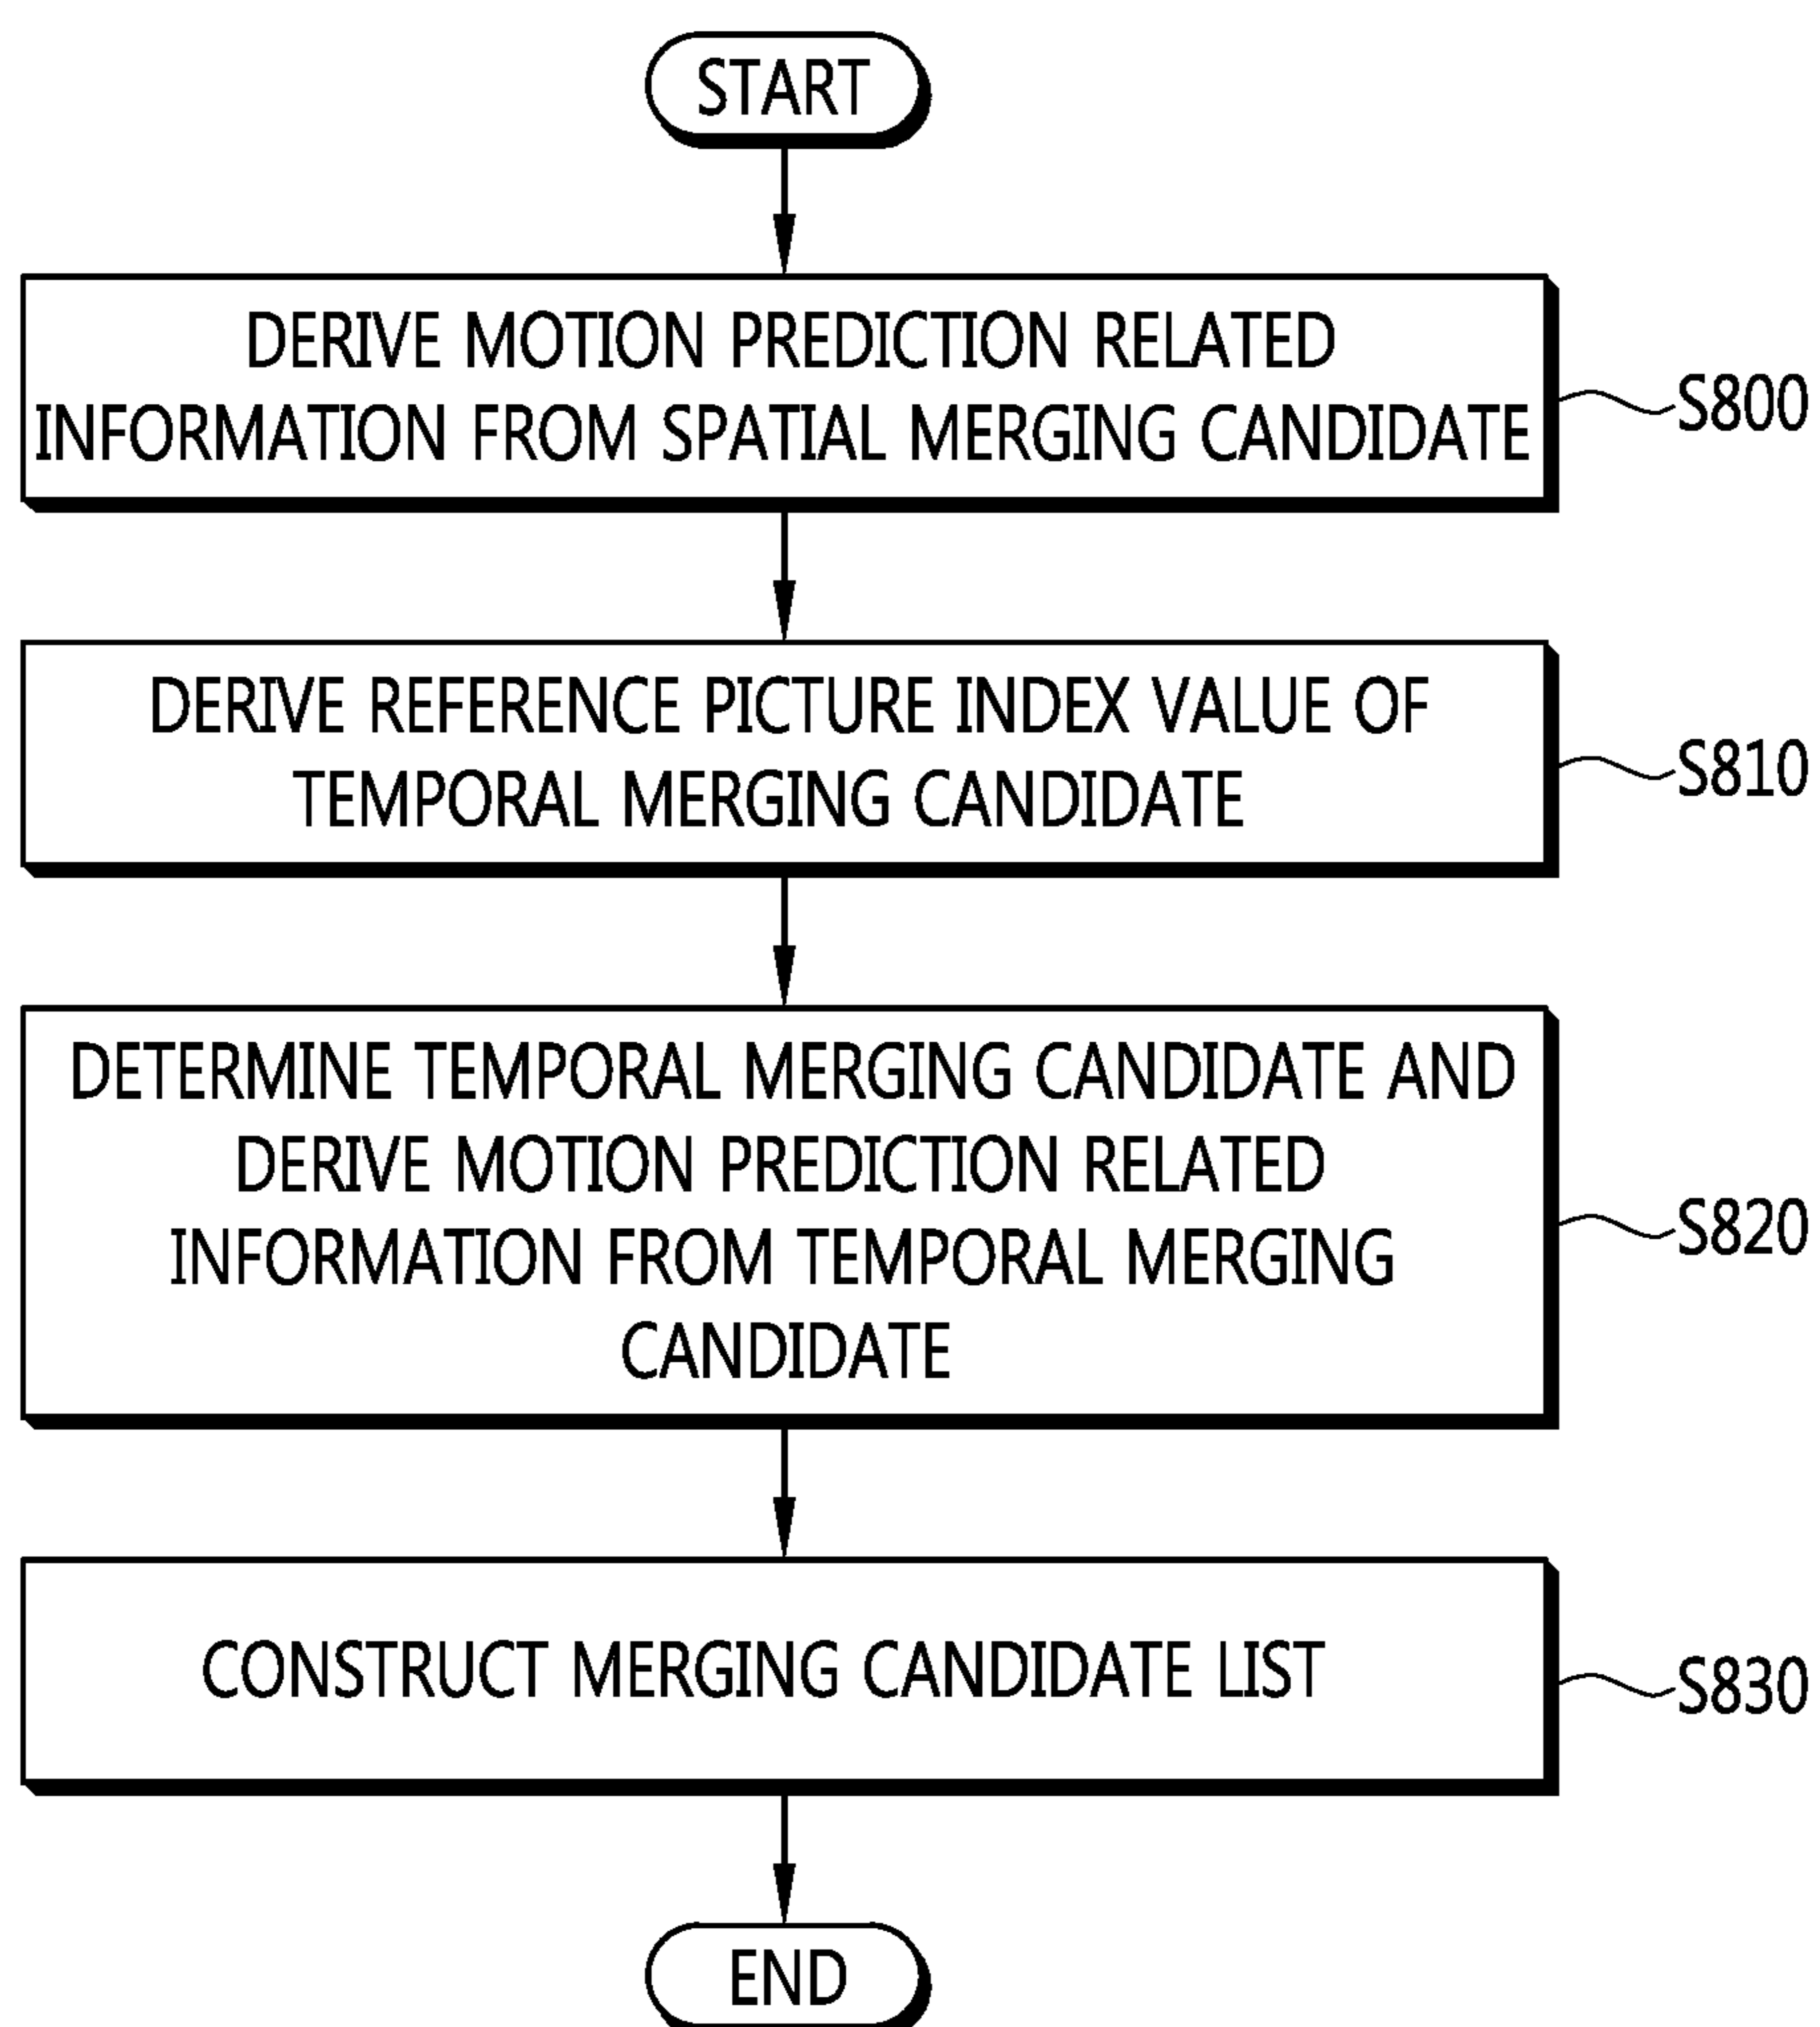 START
DERIVE MOTION PREDICTION RELATED
INFORMATION FROM SPATIAL MERGING CANDIDATE
S800
DERIVE REFERENCE PICTURE INDEX VALUE OF
TEMPORAL MERGING CANDIDATE
S810
DETERMINE TEMPORAL MERGING CANDIDATE AND
DERIVE MOTION PREDICTION RELATED
INFORMATION FROM TEMPORAL MERGING
CANDIDATE
S820
CONSTRUCT MERGING CANDIDATE LIST
S830
END